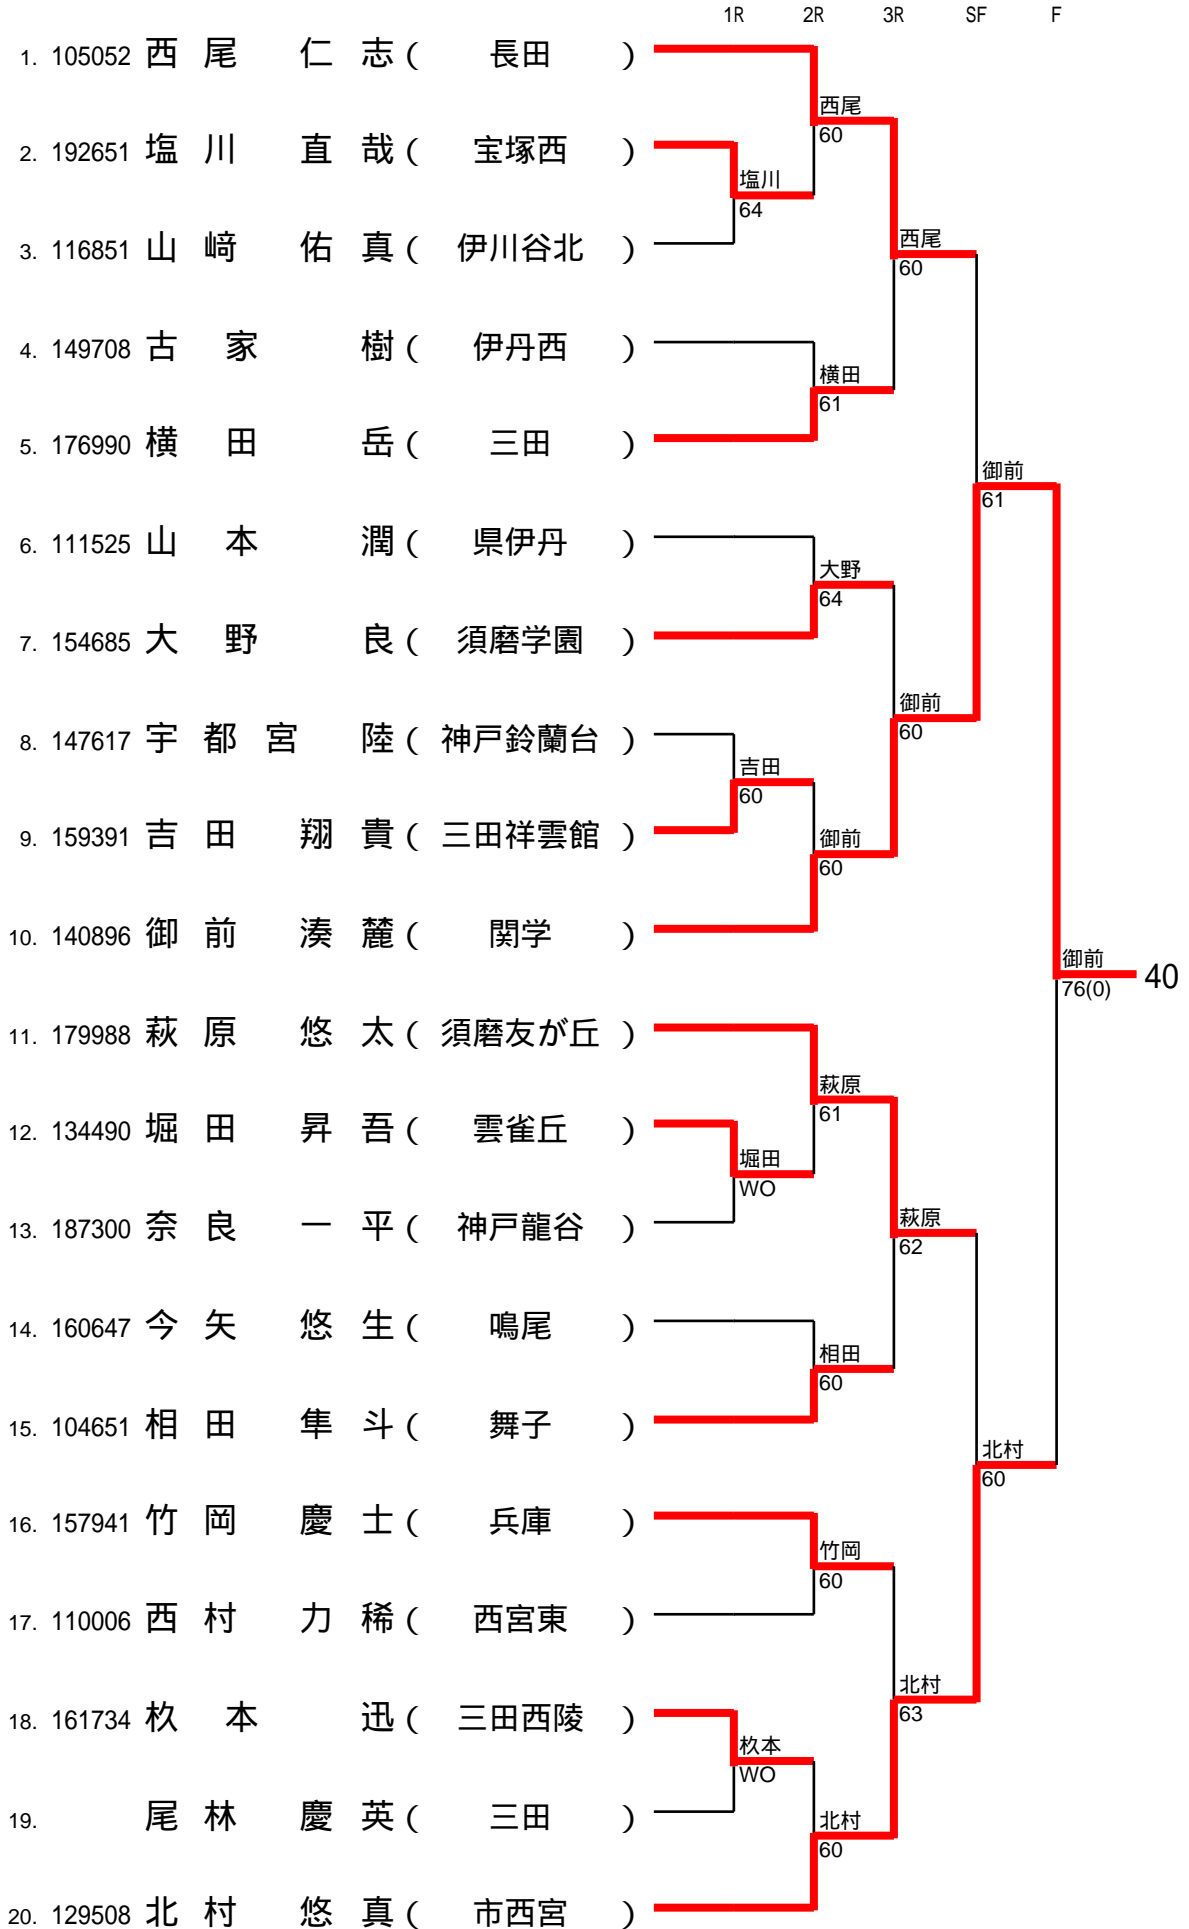 1R 2R 3R SF F
1. 105052 西尾 仁志 ( 長田 )
西尾
60
2. 192651 塩川 直哉 ( 宝塚西 )
塩川
64
3. 116851 山﨑 佑真 ( 伊川谷北 )
西尾
60
4. 149708 古家 樹 ( 伊丹西 )
横田
61
5. 176990 横田 岳 ( 三田 )
御前
61
6. 111525 山本 潤 ( 県伊丹 )
大野
64
7. 154685 大野 良 ( 須磨学園 )
御前
60
8. 147617 宇都宮 陸 ( 神戸鈴蘭台 )
吉田
60
9. 159391 吉田 翔貴 ( 三田祥雲館 )
御前
60
10. 140896 御前 湊麓 ( 関学 )
御前
76(0)
40
11. 179988 萩原 悠太 ( 須磨友が丘 )
萩原
61
12. 134490 堀田 昇吾 ( 雲雀丘 )
堀田
WO
13. 187300 奈良 一平 ( 神戸龍谷 )
萩原
62
14. 160647 今矢 悠生 ( 鳴尾 )
相田
60
15. 104651 相田 隼斗 ( 舞子 )
北村
60
16. 157941 竹岡 慶士 ( 兵庫 )
竹岡
60
17. 110006 西村 力稀 ( 西宮東 )
北村
63
18. 161734 杦本 迅 ( 三田西陵 )
杦本
WO
19. 尾林 慶英 ( 三田 )
北村
60
20. 129508 北村 悠真 ( 市西宮 )